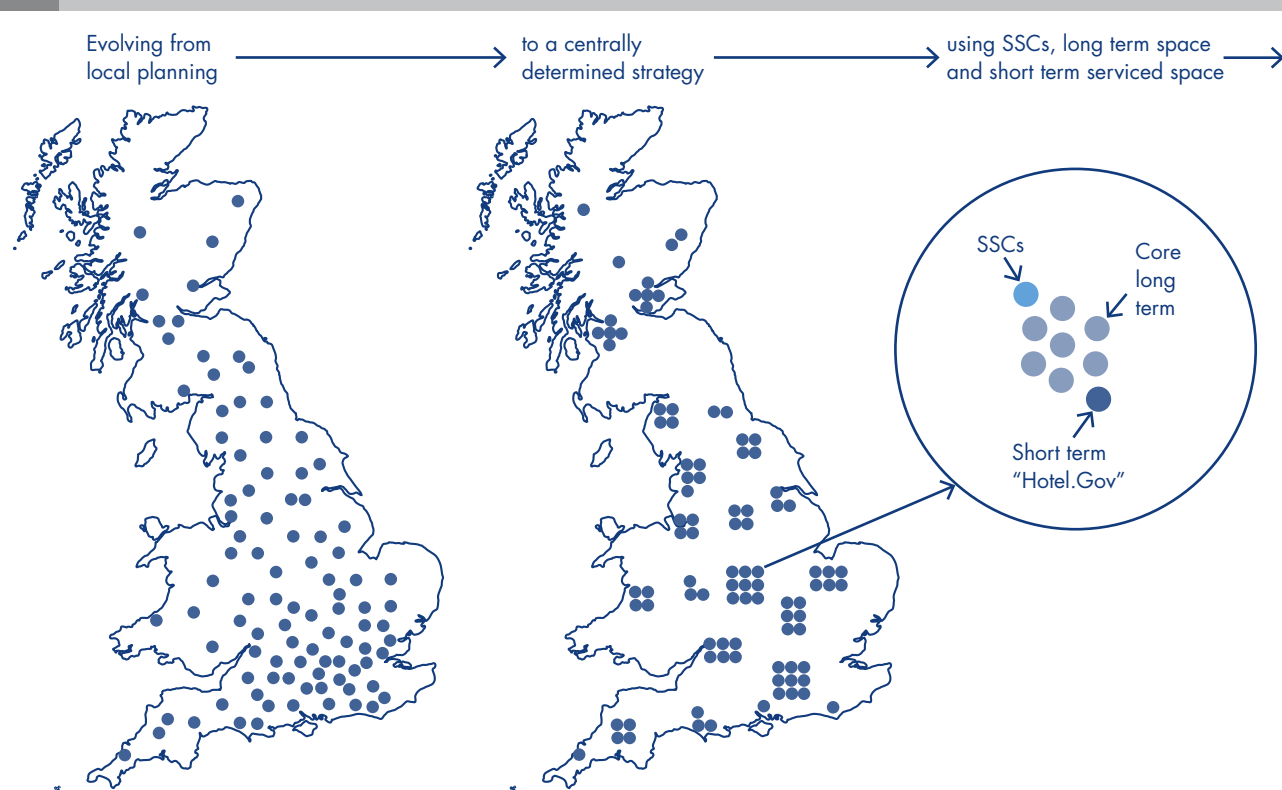 Evolving from
local planning
to a centrally
determined strategy
using SSCs, long term space
and short term serviced space
SSCs
Core
long
term
Short term
“Hotel.Gov”